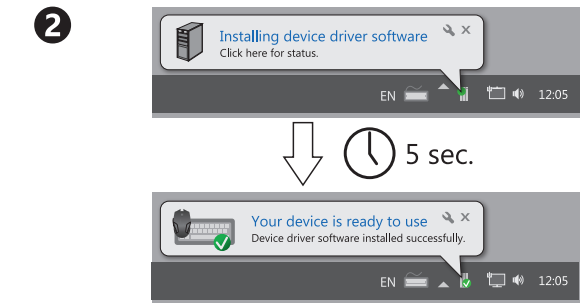 2
Installing device driver software
Click here for status.
EN 12:05
5 sec.
Your device is ready to use
Device driver software installed successfully.
EN 12:05